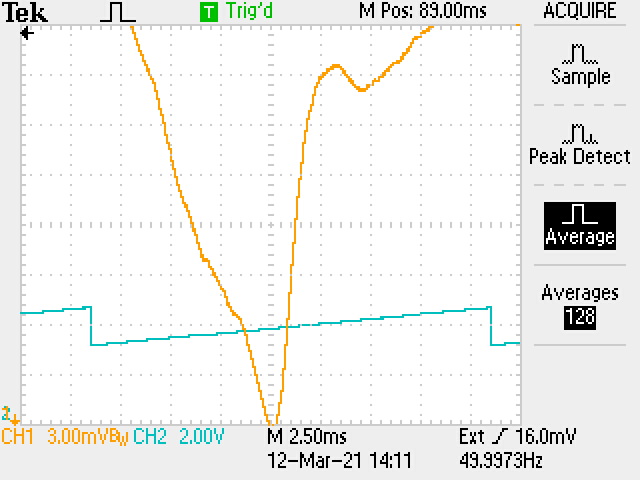 Tek T Trig'd M Pos: 89.00ms ACQUIRE
Sample
Peak Detect
Average
Averages
128
CH1 3.00mVBW CH2 2.00V M 2.50ms Ext 16.0mV
12-Mar-21 14:11 49.9973Hz